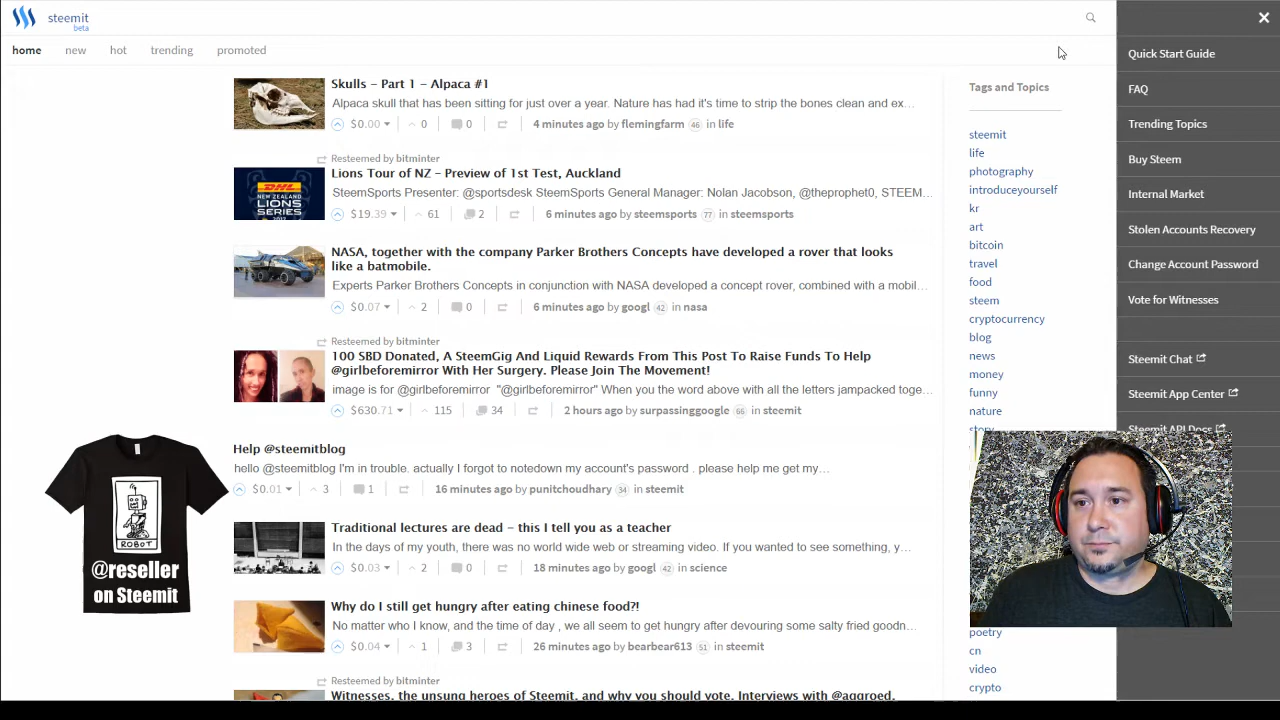 steemit
beta
home new hot trending promoted
Skulls – Part 1 – Alpaca #1
Alpaca skull that has been sitting for just over a year. Nature has had it's time to strip the bones clean and ex…
$0.00 0 0 4 minutes ago by flemingfarm 46 in life
Resteemed by bitminter
Lions Tour of NZ – Preview of 1st Test, Auckland
SteemSports Presenter: @sportsdesk SteemSports General Manager: Nolan Jacobson, @theprophet0, STEEM…
$19.39 61 2 6 minutes ago by steemsports 77 in steemsports
NASA, together with the company Parker Brothers Concepts have developed a rover that looks
like a batmobile.
Experts Parker Brothers Concepts in conjunction with NASA developed a concept rover, combined with a mobil…
$0.07 2 0 6 minutes ago by googl 42 in nasa
Resteemed by bitminter
100 SBD Donated, A SteemGig And Liquid Rewards From This Post To Raise Funds To Help
@girlbeforemirror With Her Surgery. Please Join The Movement!
image is for @girlbeforemirror "@girlbeforemirror" When you the word above with all the letters jampacked toge…
$630.71 115 34 2 hours ago by surpassinggoogle 66 in steemit
Help @steemitblog
hello @steemitblog I'm in trouble. actually I forgot to notedown my account's password . please help me get my…
$0.01 3 1 16 minutes ago by punitchoudhary 34 in steemit
Traditional lectures are dead – this I tell you as a teacher
In the days of my youth, there was no world wide web or streaming video. If you wanted to see something, y…
$0.03 2 0 18 minutes ago by googl 42 in science
Why do I still get hungry after eating chinese food?!
No matter who I know, and the time of day , we all seem to get hungry after devouring some salty fried goodn…
$0.04 1 3 26 minutes ago by bearbear613 51 in steemit
Resteemed by bitminter
Witnesses, the unsung heroes of Steemit, and why you should vote. Interviews with @aggroed,
DHL
NEW ZEALAND
LIONS
SERIES
2017
ROBOT
@reseller
on Steemit
Tags and Topics
steemit
life
photography
introduceyourself
kr
art
bitcoin
travel
food
steem
cryptocurrency
blog
news
money
funny
nature
story
poetry
cn
video
crypto
Quick Start Guide
FAQ
Trending Topics
Buy Steem
Internal Market
Stolen Accounts Recovery
Change Account Password
Vote for Witnesses
Steemit Chat
Steemit App Center
Steemit API Docs